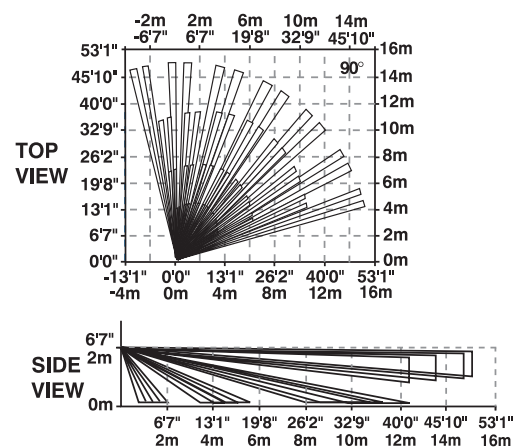 -2m 2m 6m 10m 14m
-6'7" 6'7" 19'8" 32'9" 45'10"
53'1" 16m
90°
45'10" 14m
40'0" 12m
32'9" 10m
TOP
VIEW
26'2" 8m
19'8" 6m
13'1" 4m
6'7" 2m
0'0" 0m
-13'1" 0'0" 13'1" 26'2" 40'0" 53'1"
-4m 0m 4m 8m 12m 16m
6'7"
2m
SIDE
VIEW
0m
6'7" 13'1" 19'8" 26'2" 32'9" 40'0" 45'10" 53'1"
2m 4m 6m 8m 10m 12m 14m 16m